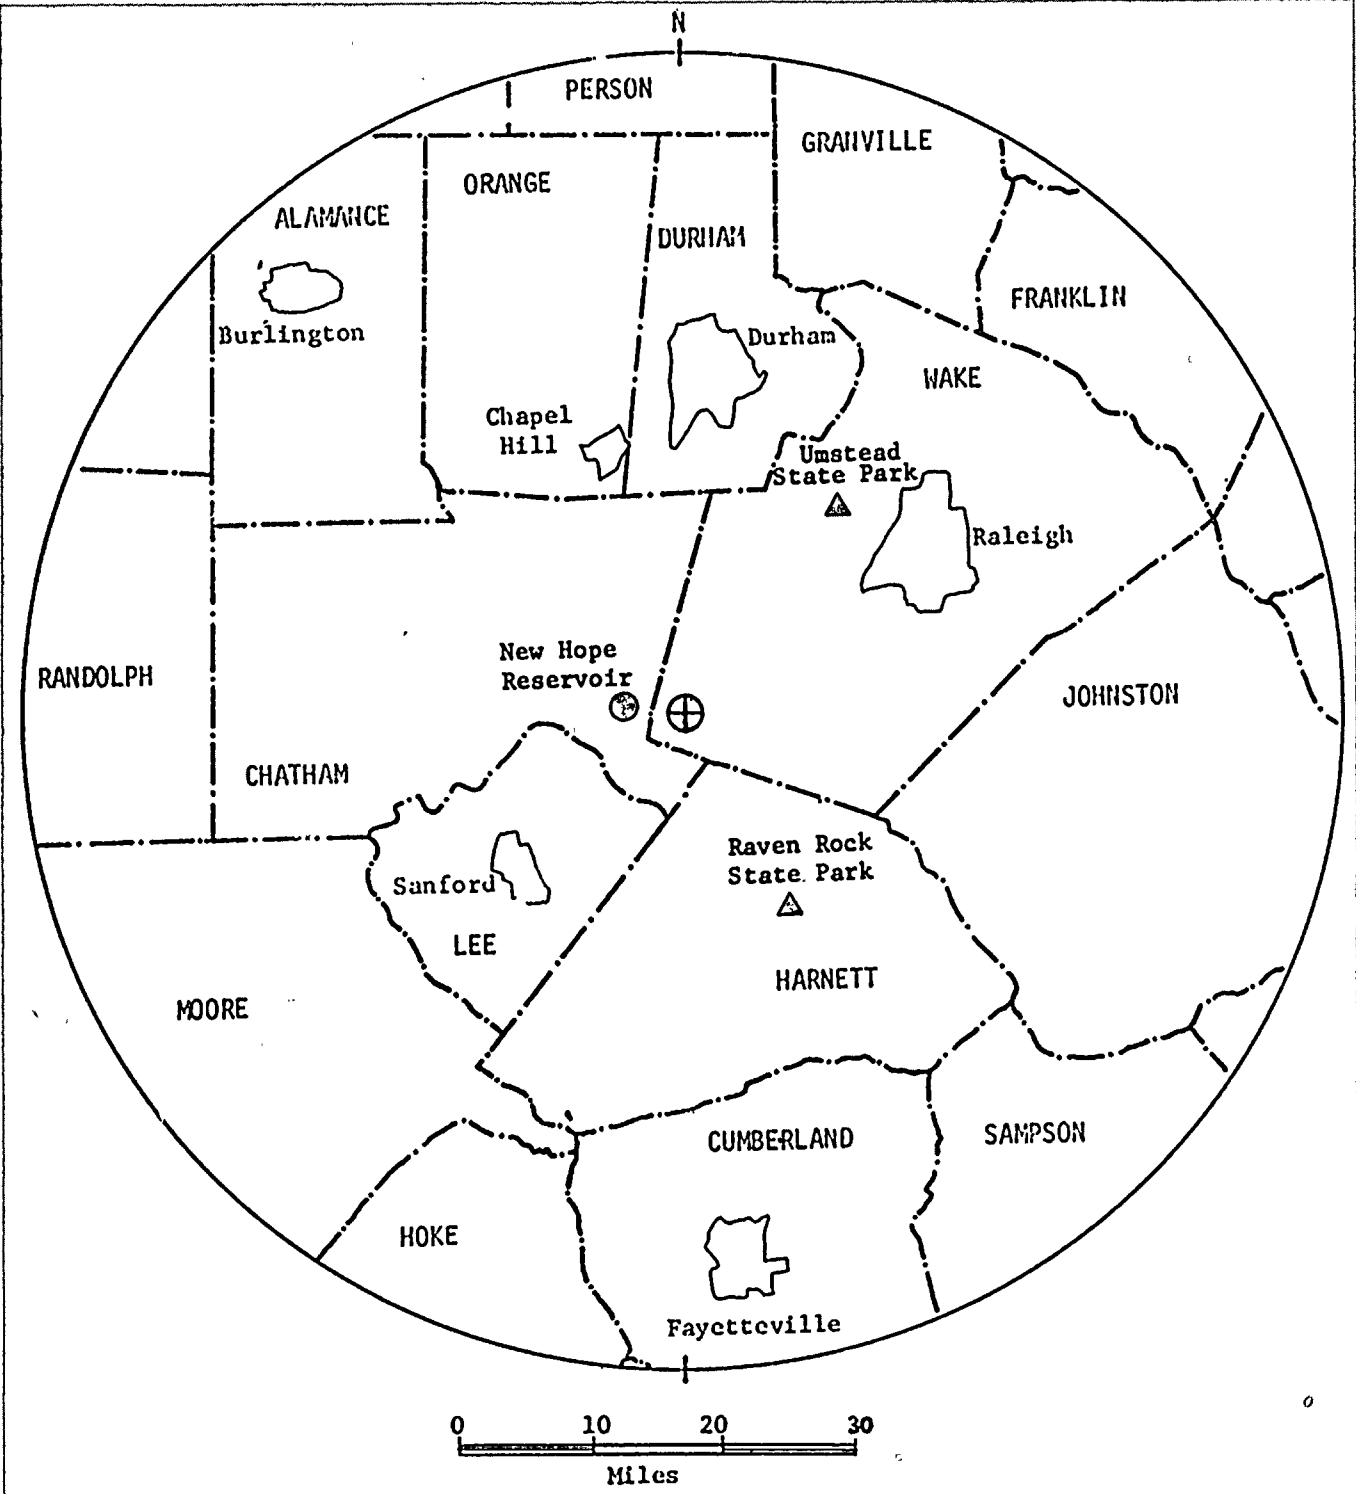 N
PERSON
GRANVILLE
ORANGE
ALAMANCE
DURHAM
FRANKLIN
Burlington
Durham
WAKE
Chapel
Hill
Umstead
State Park
Raleigh
New Hope
Reservoir
RANDOLPH
JOHNSTON
CHATHAM
Raven Rock
State Park
Sanford
LEE
HARNETT
MOORE
CUMBERLAND
SAMPSON
HOKE
Fayetteville
0 10 20 30
Miles